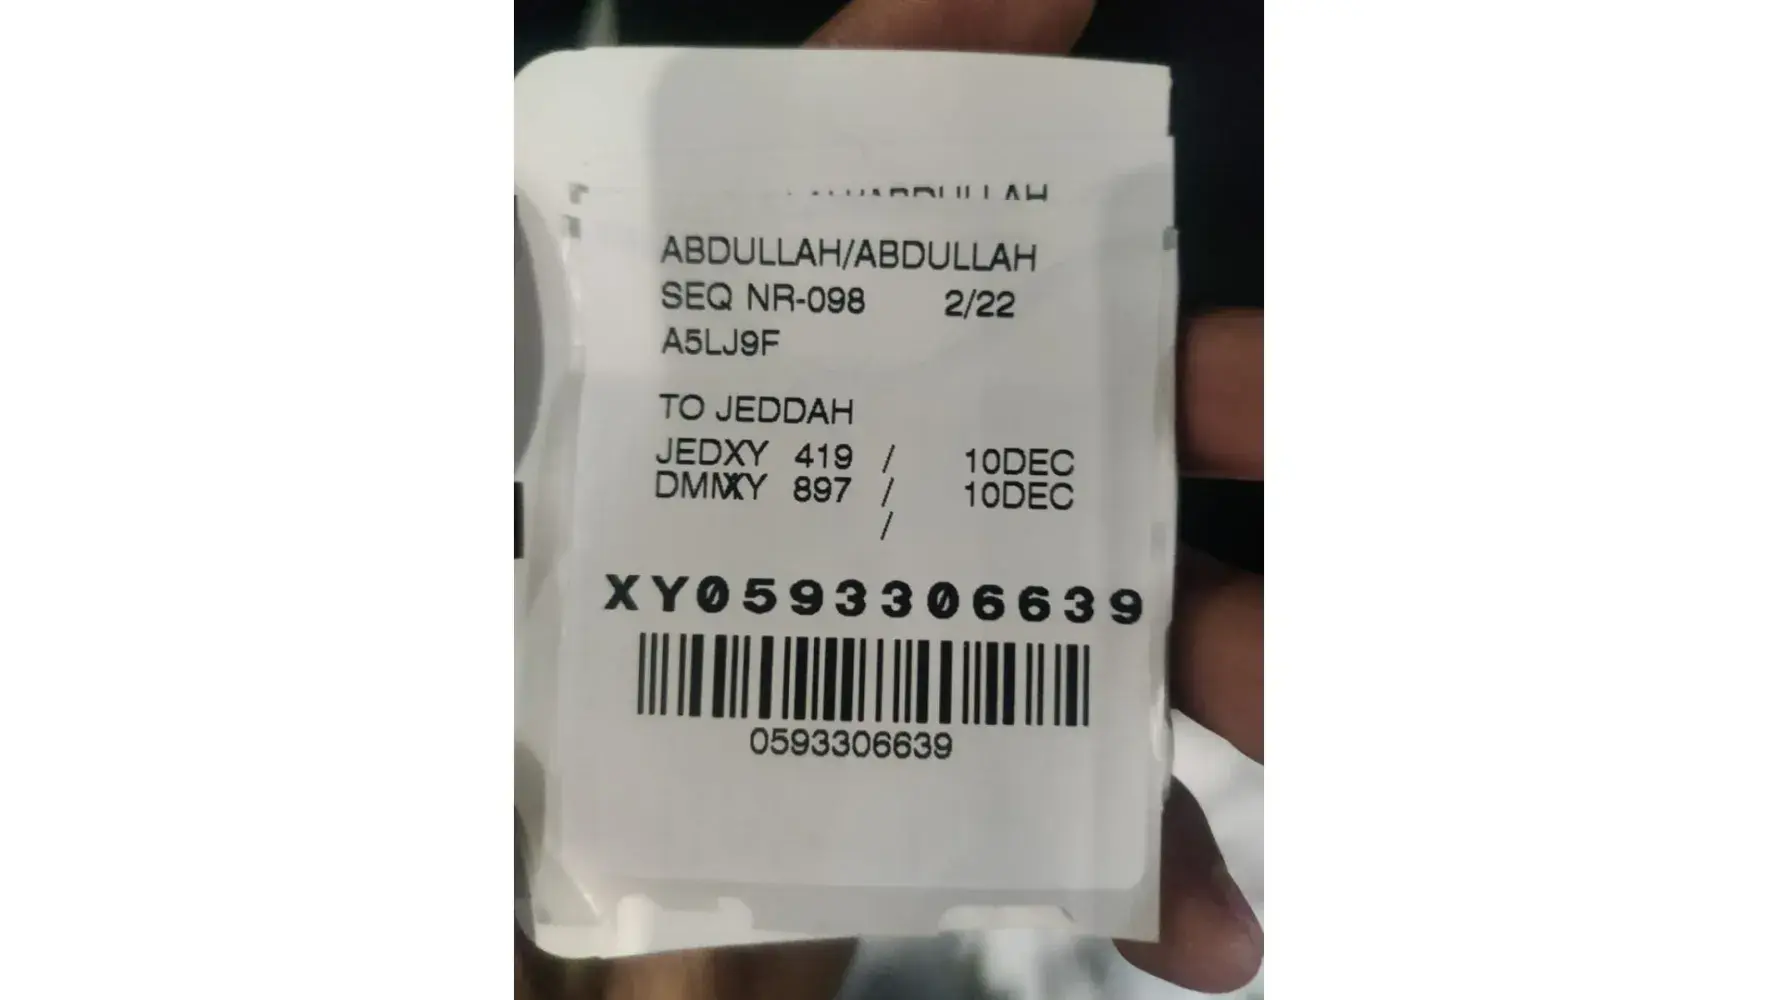 ABDULLAH/ABDULLAH
SEQ NR-098 2/22
A5LJ9F
TO JEDDAH
JEDXY 419 / 10DEC
DMMXY 897 / 10DEC
/
XY0593306639
0593306639